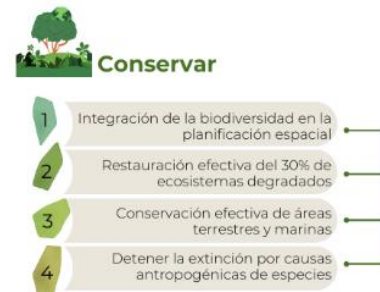 Conservar
1
Integración de la biodiversidad en la
planificación espacial
2
Restauración efectiva del 30% de
ecosistemas degradados
3
Conservación efectiva de áreas
terrestres y marinas
4
Detener la extinción por causas
antropogénicas de especies